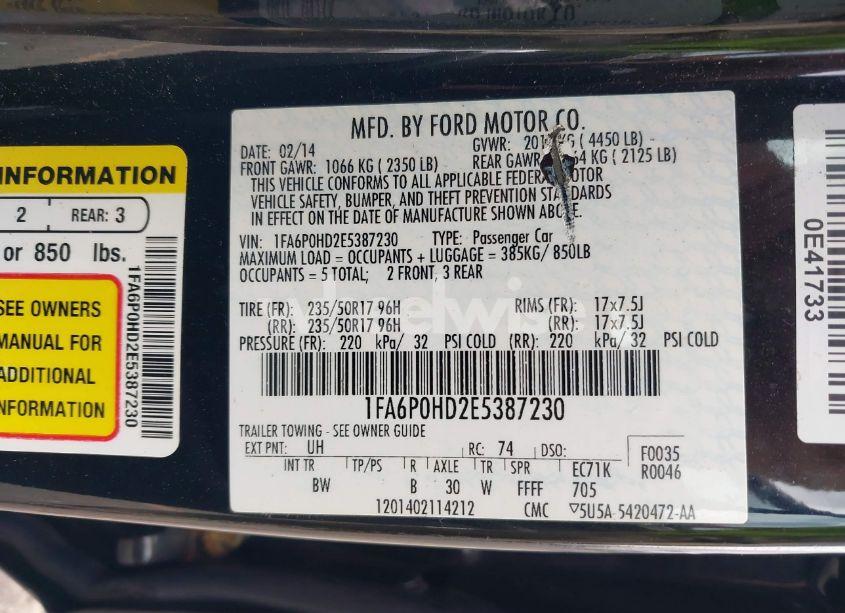 INFORMATION
2 REAR: 3
or 850 lbs.
SEE OWNERS
MANUAL FOR
ADDITIONAL
INFORMATION
1FA6P0HD2E5387230
MFD. BY FORD MOTOR CO.
DATE: 02/14 GVWR: KG ( 4450 LB) -
FRONT GAWR: 1066 KG ( 2350 LB) REAR GAWR KG ( 2125 LB)
THIS VEHICLE CONFORMS TO ALL APPLICABLE FEDERAL MOTOR
VEHICLE SAFETY, BUMPER, AND THEFT PREVENTION STANDARDS
IN EFFECT ON THE DATE OF MANUFACTURE SHOWN ABOVE.
VIN: 1FA6P0HD2E5387230 TYPE: Passenger Car
MAXIMUM LOAD = OCCUPANTS + LUGGAGE = 385KG/ 850LB
OCCUPANTS = 5 TOTAL; 2 FRONT, 3 REAR
TIRE (FR): 235/50R17 96H RIMS (FR): 17x7.5J
(RR): 235/50R17 96H (RR): 17x7.5J
PRESSURE (FR): 220 kPa/ 32 PSI COLD (RR): 220 kPa/ 32 PSI COLD
1FA6P0HD2E5387230
TRAILER TOWING - SEE OWNER GUIDE
EXT PNT: UH RC: 74 DSO: F0035
R0046
INT TR TP/PS R AXLE TR SPR EC71K
BW B 30 W FFFF 705
1201402114212 CMC 5U5A 5420472-AA
0E41733